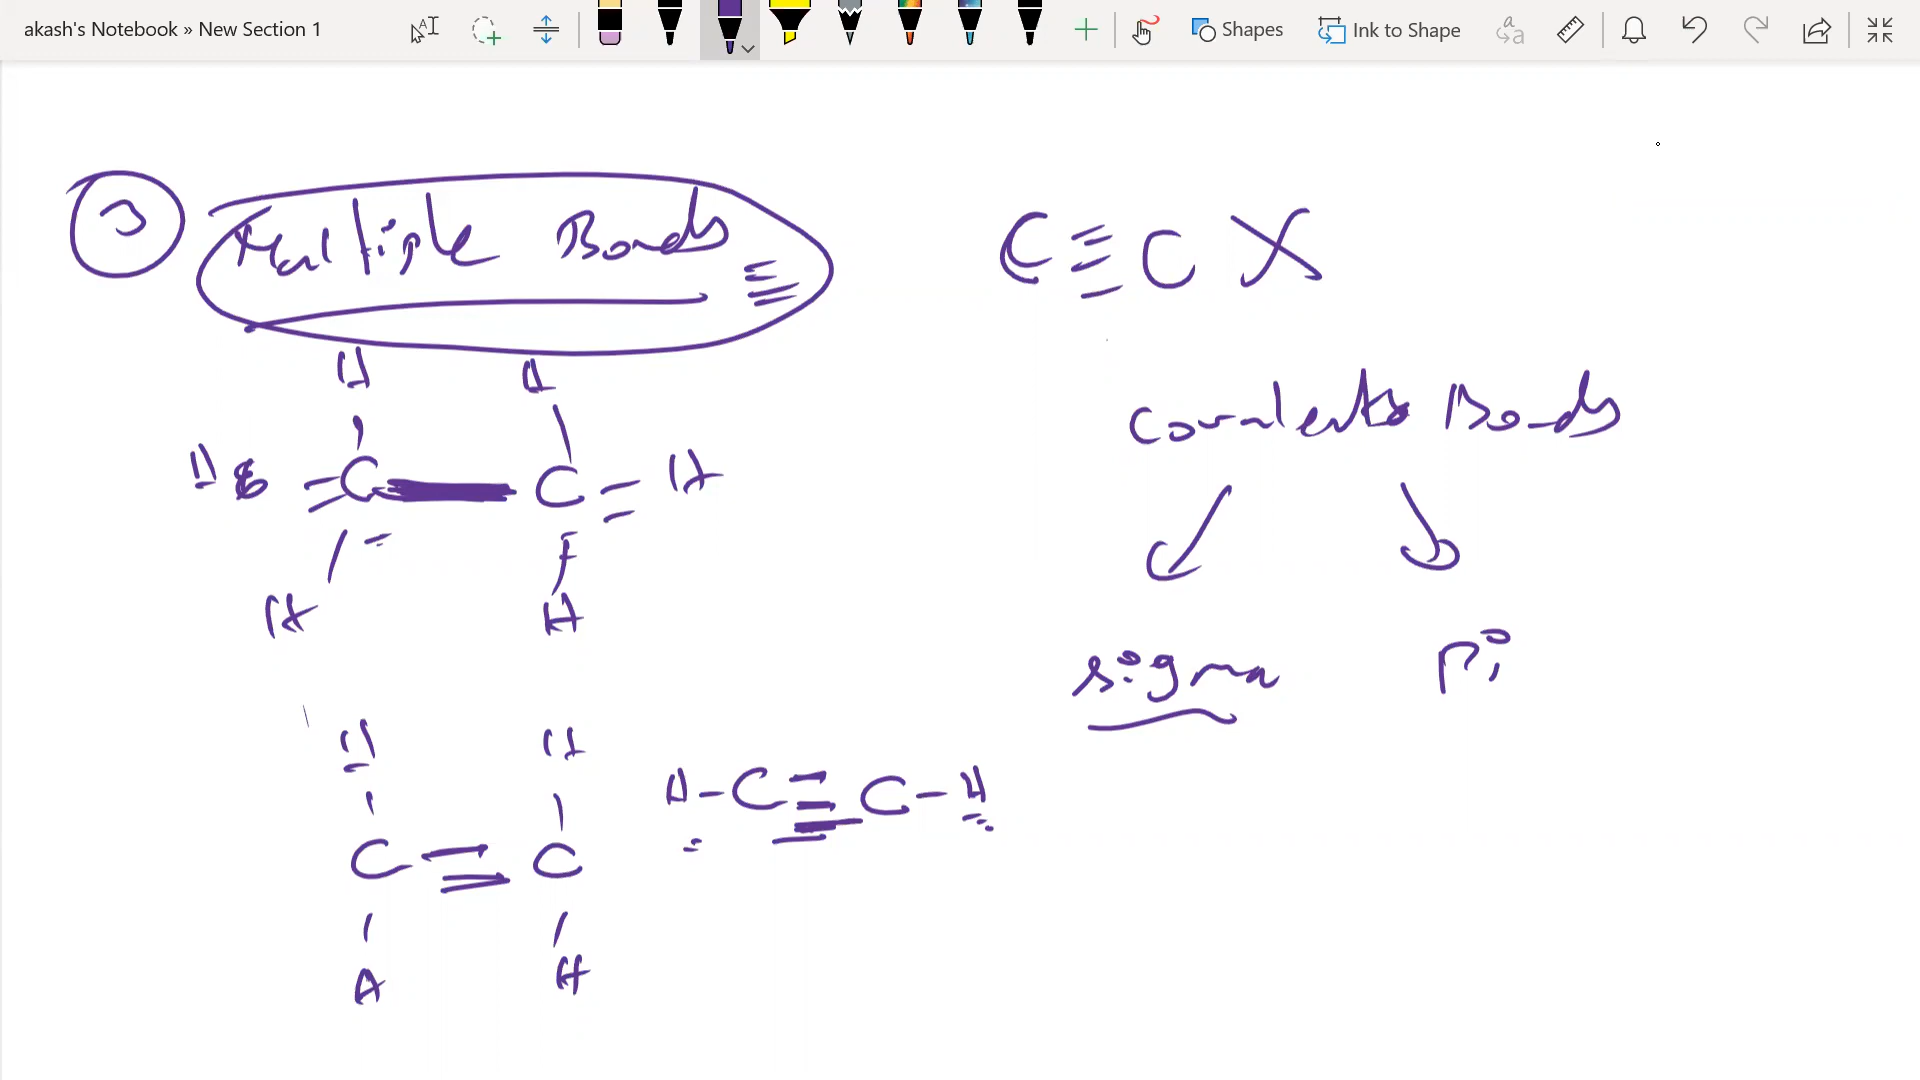 akash's Notebook » New Section 1
Shapes
Ink to Shape
3 Multiple Bonds
C≡C X
H H
H C C H
H H
Covalent Bonds
sigma Pi
H H
H-C≡C-H
C=C
H H